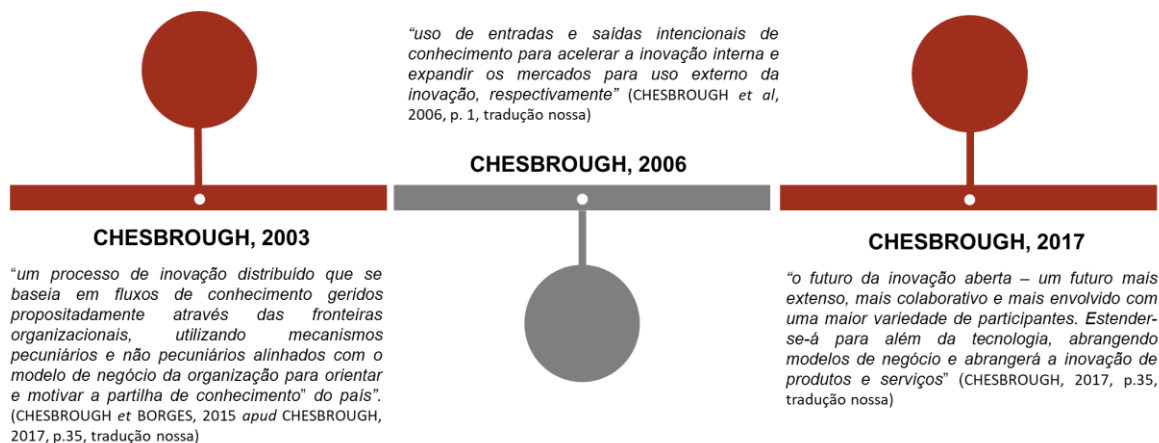 CHESBROUGH, 2003
“um processo de inovação distribuído que se
baseia em fluxos de conhecimento geridos
propositadamente através das fronteiras
organizacionais, utilizando mecanismos
pecuniários e não pecuniários alinhados com o
modelo de negócio da organização para orientar
e motivar a partilha de conhecimento” do país”.
(CHESBROUGH et BORGES, 2015 apud CHESBROUGH,
2017, p.35, tradução nossa)
“uso de entradas e saídas intencionais de
conhecimento para acelerar a inovação interna e
expandir os mercados para uso externo da
inovação, respectivamente” (CHESBROUGH et al,
2006, p. 1, tradução nossa)
CHESBROUGH, 2006
CHESBROUGH, 2017
“o futuro da inovação aberta – um futuro mais
extenso, mais colaborativo e mais envolvido com
uma maior variedade de participantes. Estender-
se-á para além da tecnologia, abrangendo
modelos de negócio e abrangerá a inovação de
produtos e serviços” (CHESBROUGH, 2017, p.35,
tradução nossa)